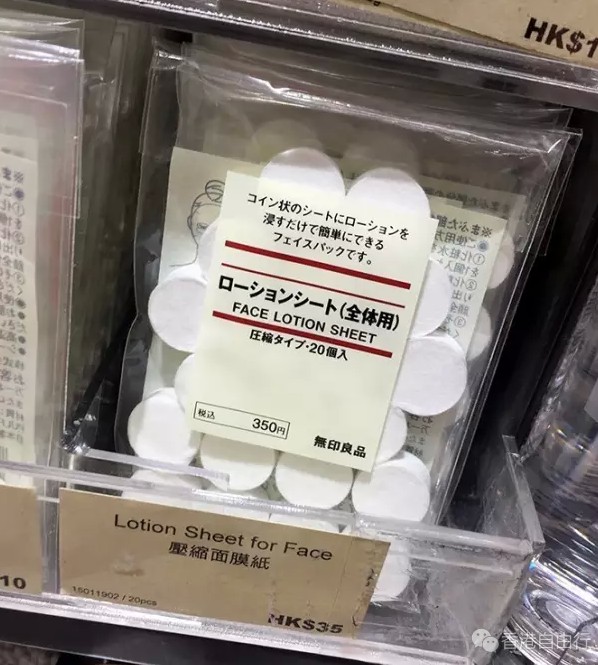 HK$1
コイン状のシートにローションを
浸すだけで簡単にできる
フェイスパックです。
ローションシート(全体用)
FACE LOTION SHEET
圧縮タイプ・20個入
税込 350円
無印良品
Lotion Sheet for Face
壓縮面膜紙
15011902 / 20pcs
HK$35
10
香港自由行